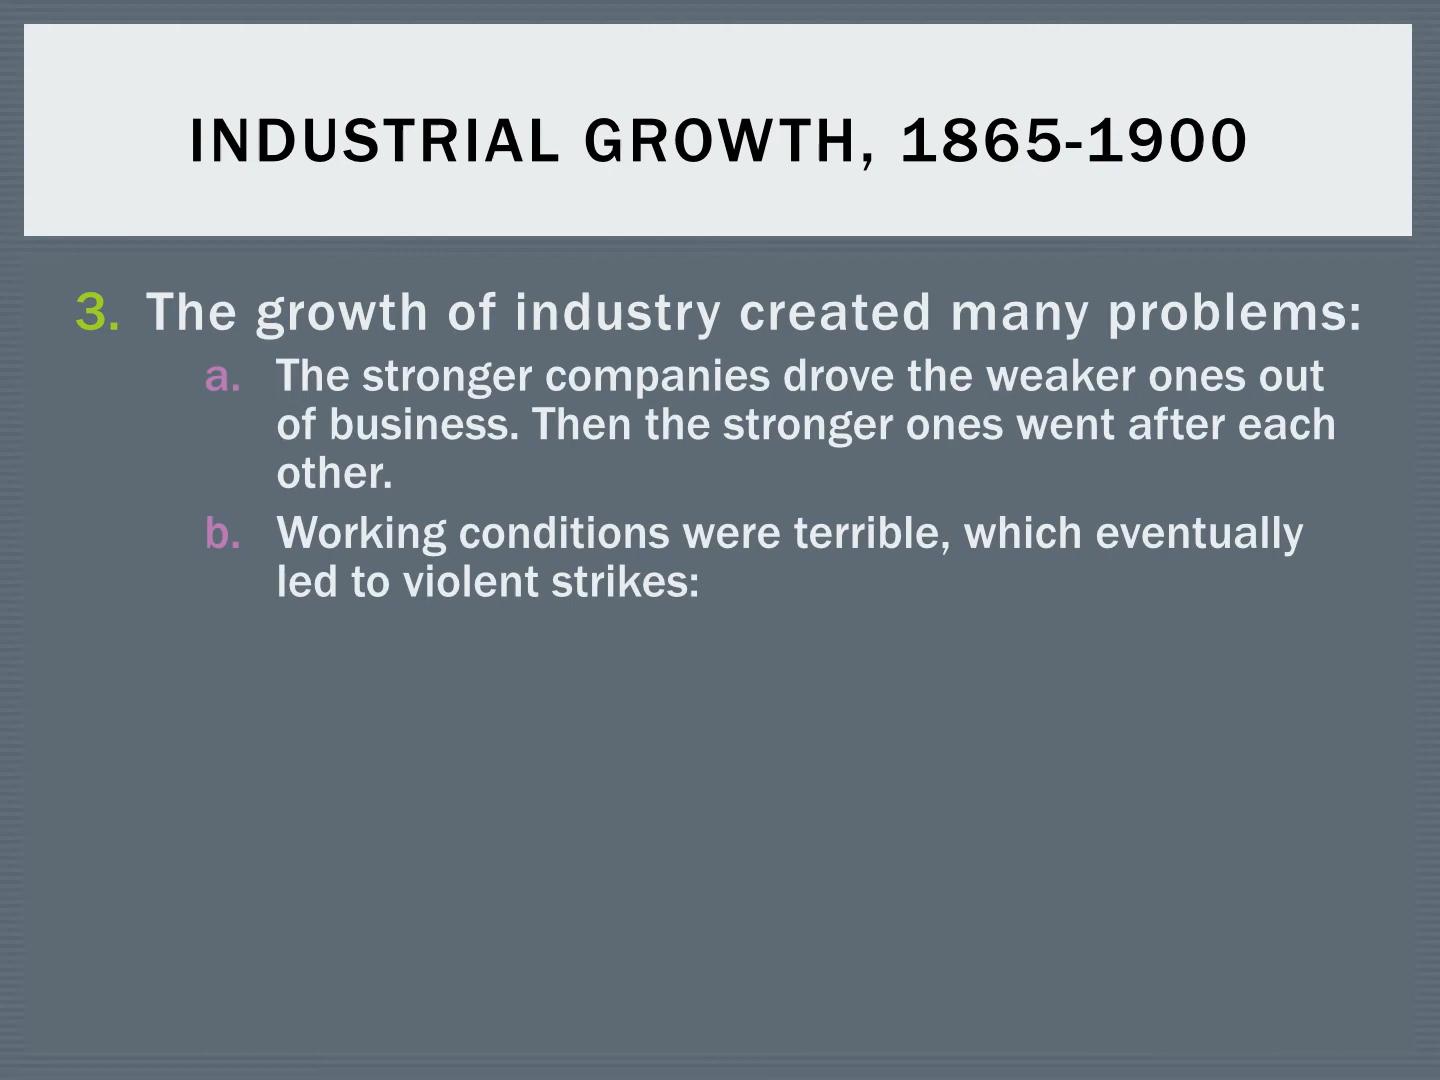 INDUSTRIAL GROWTH, 1865-1900
3. The growth of industry created many problems:
a. The stronger companies drove the weaker ones out
of business. Then the stronger ones went after each
other.
b. Working conditions were terrible, which eventually
led to violent strikes: